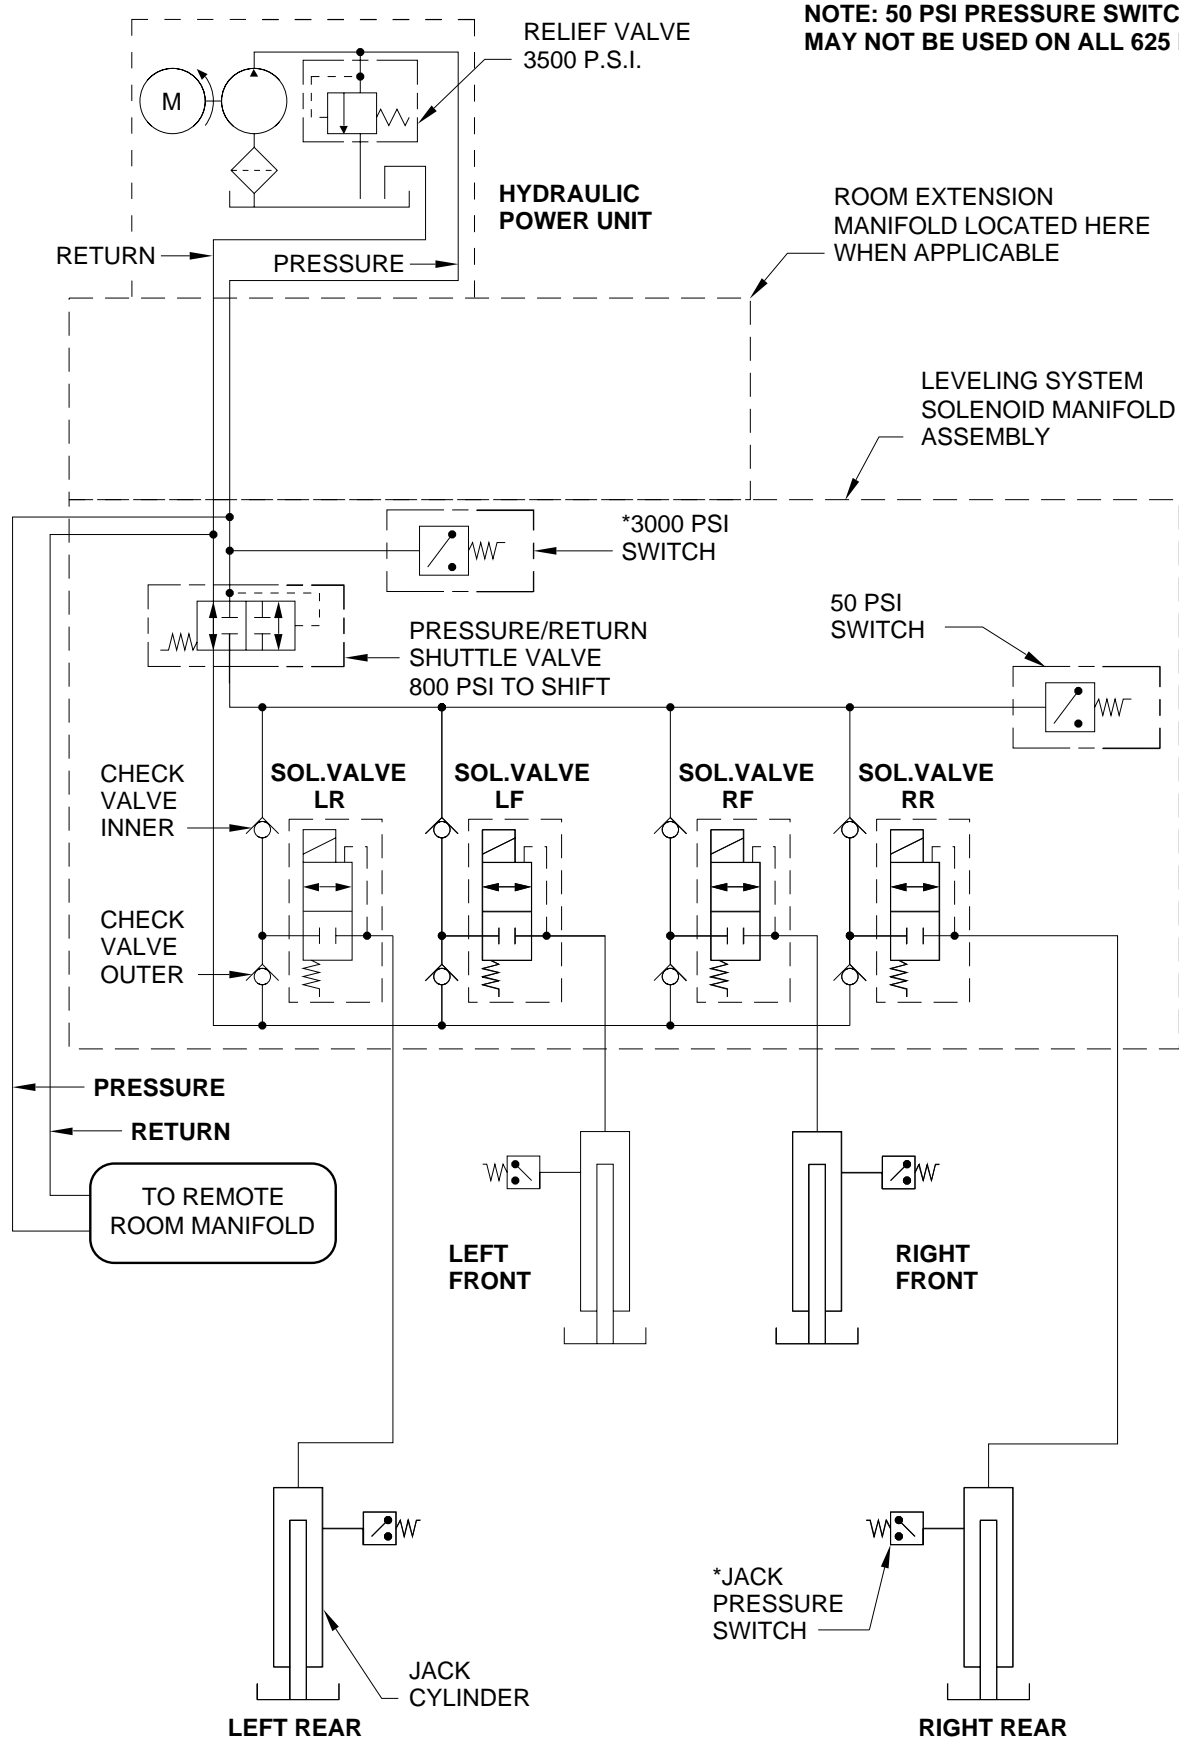 NOTE: 50 PSI PRESSURE SWITC
MAY NOT BE USED ON ALL 625
RELIEF VALVE
3500 P.S.I.
M
HYDRAULIC
POWER UNIT
ROOM EXTENSION
MANIFOLD LOCATED HERE
WHEN APPLICABLE
RETURN
PRESSURE
LEVELING SYSTEM
SOLENOID MANIFOLD
ASSEMBLY
*3000 PSI
SWITCH
50 PSI
SWITCH
PRESSURE/RETURN
SHUTTLE VALVE
800 PSI TO SHIFT
CHECK
VALVE
INNER
SOL.VALVE
LR
SOL.VALVE
LF
SOL.VALVE
RF
SOL.VALVE
RR
CHECK
VALVE
OUTER
PRESSURE
RETURN
TO REMOTE
ROOM MANIFOLD
LEFT
FRONT
RIGHT
FRONT
*JACK
PRESSURE
SWITCH
JACK
CYLINDER
LEFT REAR
RIGHT REAR